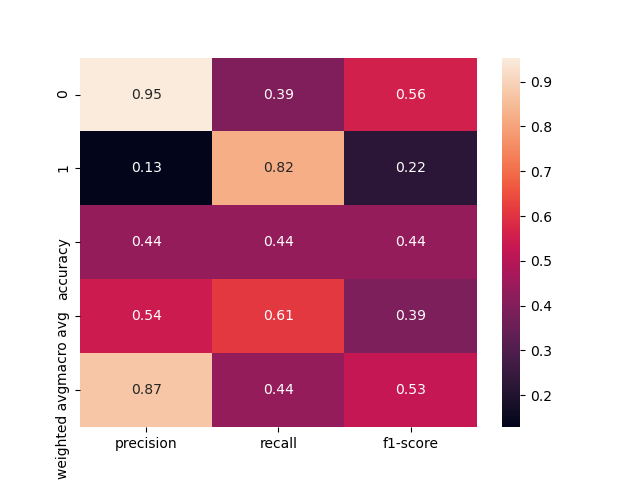 0 0.95 0.39 0.56
1 0.13 0.82 0.22
accuracy 0.44 0.44 0.44
macro avg 0.54 0.61 0.39
weighted avg 0.87 0.44 0.53
precision recall f1-score
0.9
0.8
0.7
0.6
0.5
0.4
0.3
0.2